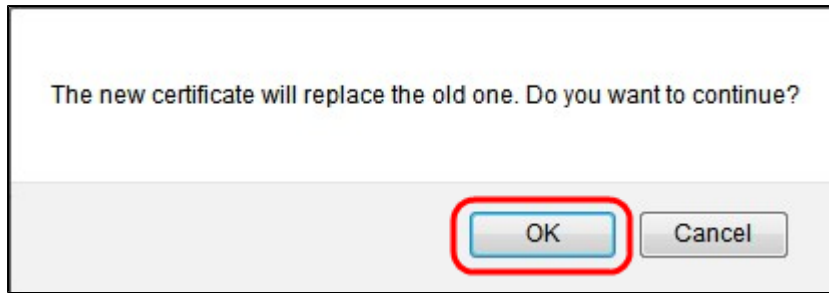 The new certificate will replace the old one. Do you want to continue?
OK Cancel